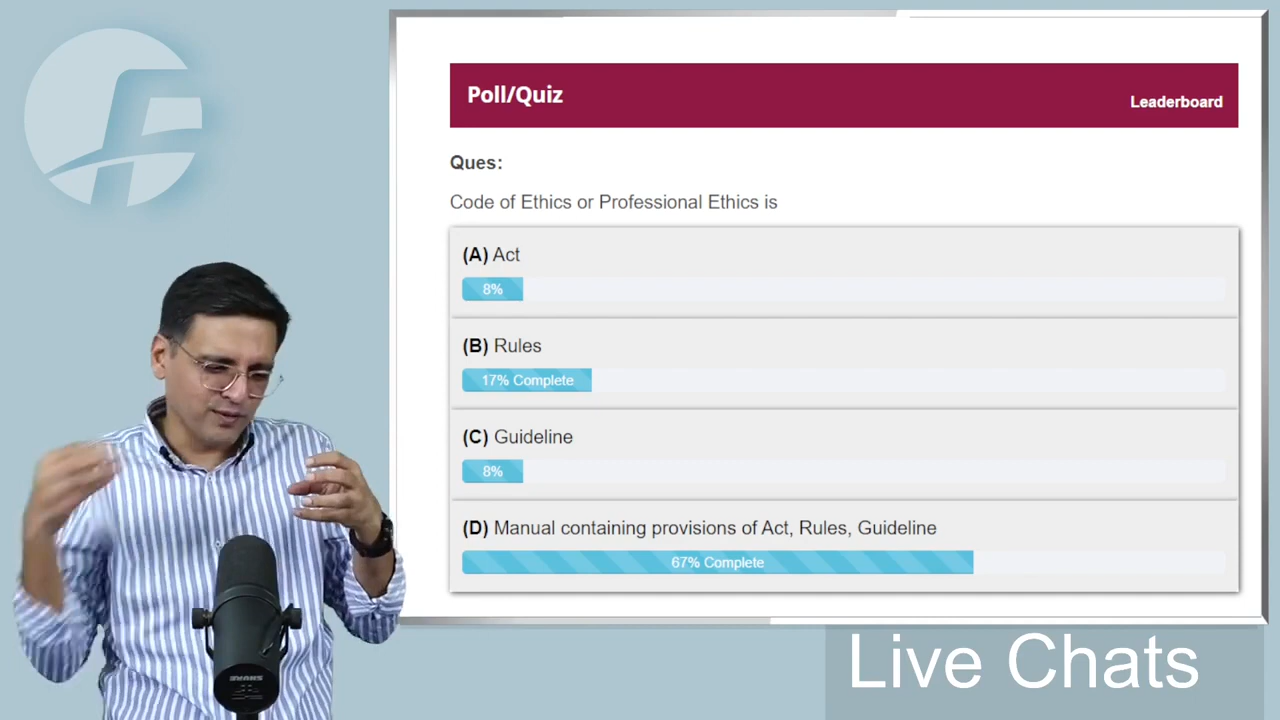 Poll/Quiz
Leaderboard
Ques:
Code of Ethics or Professional Ethics is
(A) Act
8%
(B) Rules
17% Complete
(C) Guideline
8%
(D) Manual containing provisions of Act, Rules, Guideline
67% Complete
SHURE
Live Chats